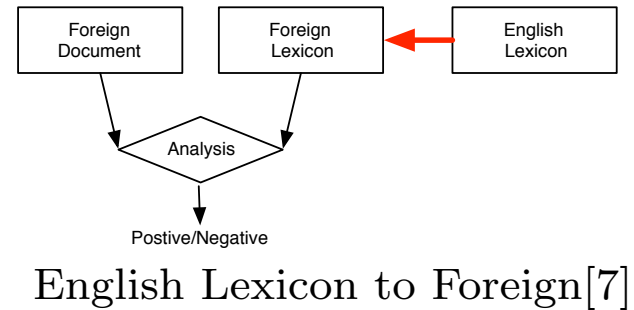 Foreign
Document
Foreign
Lexicon
English
Lexicon
Analysis
Postive/Negative
English Lexicon to Foreign[7]